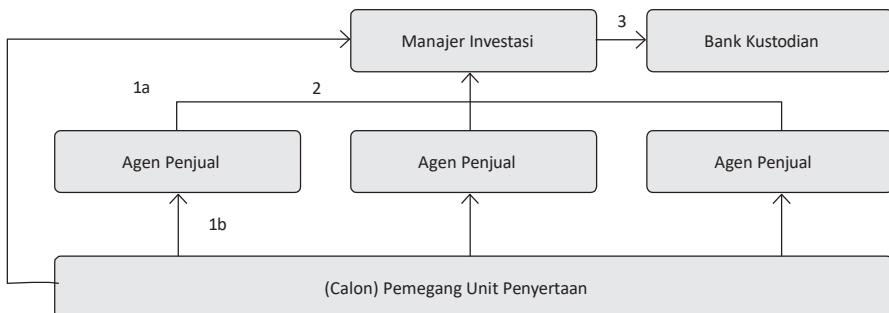 Manajer Investasi
3
Bank Kustodian
1a
2
Agen Penjual
Agen Penjual
Agen Penjual
1b
(Calon) Pemegang Unit Penyertaan